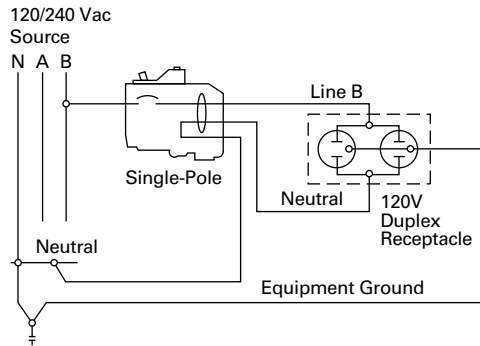 120/240 Vac
Source
N A B
Line B
Single-Pole
Neutral
120V
Duplex
Receptacle
Neutral
Equipment Ground